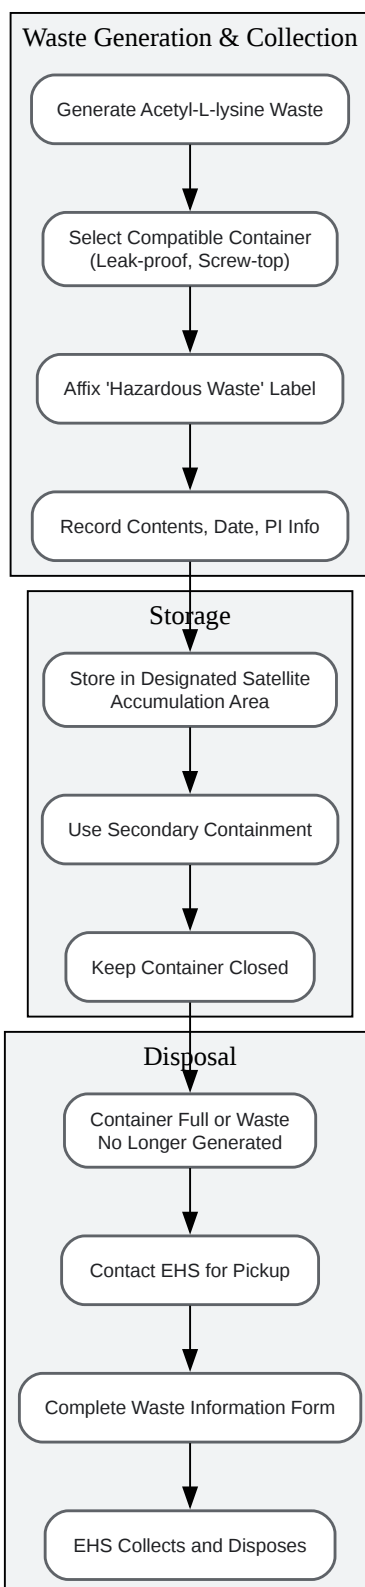 Waste Generation & Collection
Generate Acetyl-L-lysine Waste
Select Compatible Container
(Leak-proof, Screw-top)
Affix 'Hazardous Waste' Label
Record Contents, Date, PI Info
Storage
Store in Designated Satellite
Accumulation Area
Use Secondary Containment
Keep Container Closed
Disposal
Container Full or Waste
No Longer Generated
Contact EHS for Pickup
Complete Waste Information Form
EHS Collects and Disposes